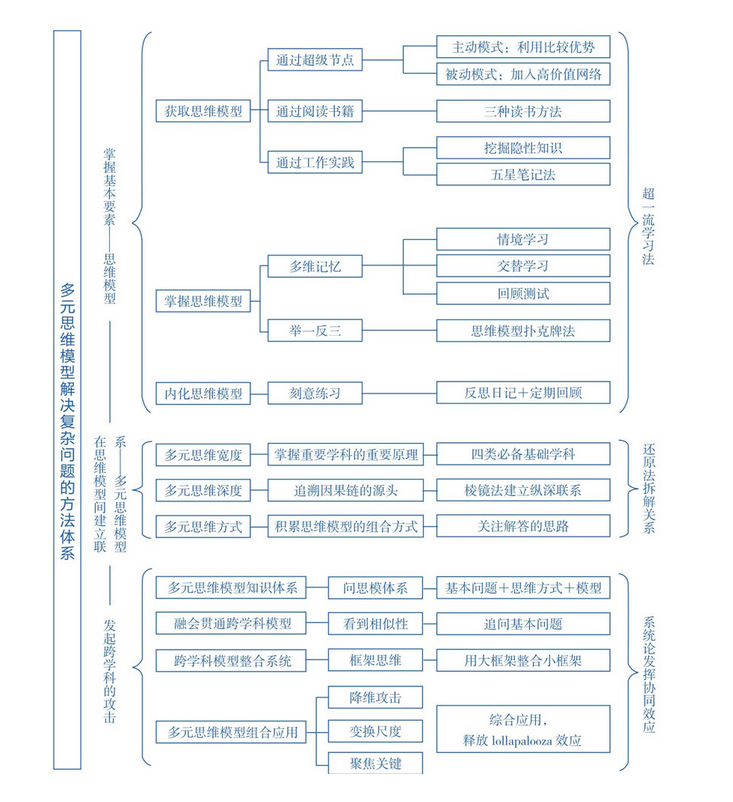 多元思维模型解决复杂问题的方法体系
掌握基本要素——思维模型
获取思维模型
通过超级节点
主动模式：利用比较优势
被动模式：加入高价值网络
通过阅读书籍
三种读书方法
通过工作实践
挖掘隐性知识
五星笔记法
掌握思维模型
多维记忆
情境学习
交替学习
回顾测试
举一反三
思维模型扑克牌法
内化思维模型
刻意练习
反思日记＋定期回顾
超一流学习法
在思维模型间建立联
系——多元思维模型
多元思维宽度
掌握重要学科的重要原理
四类必备基础学科
多元思维深度
追溯因果链的源头
棱镜法建立纵深联系
多元思维方式
积累思维模型的组合方式
关注解答的思路
还原法拆解关系
发起跨学科的攻击
多元思维模型知识体系
问思模体系
基本问题＋思维方式＋模型
融会贯通跨学科模型
看到相似性
追问基本问题
跨学科模型整合系统
框架思维
用大框架整合小框架
多元思维模型组合应用
降维攻击
变换尺度
聚焦关键
综合应用，
释放 lollapalooza 效应
系统论发挥协同效应